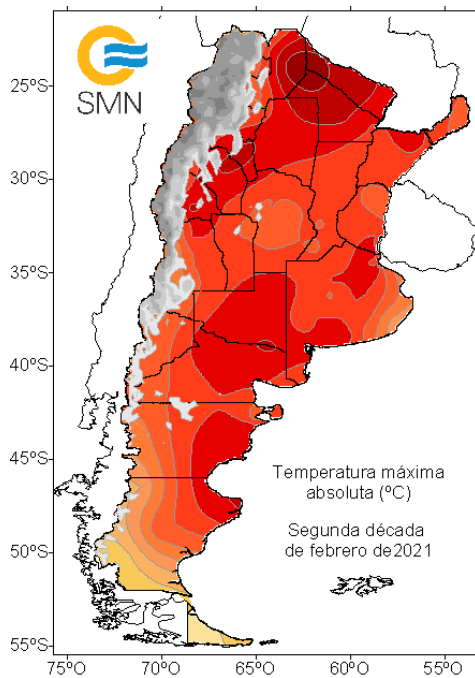 SMN
25°S
30°S
35°S
40°S
45°S
50°S
55°S
Temperatura máxima
absoluta (ºC)
Segunda década
de febrero de2021
75°O
70°O
65°O
60°O
55°O